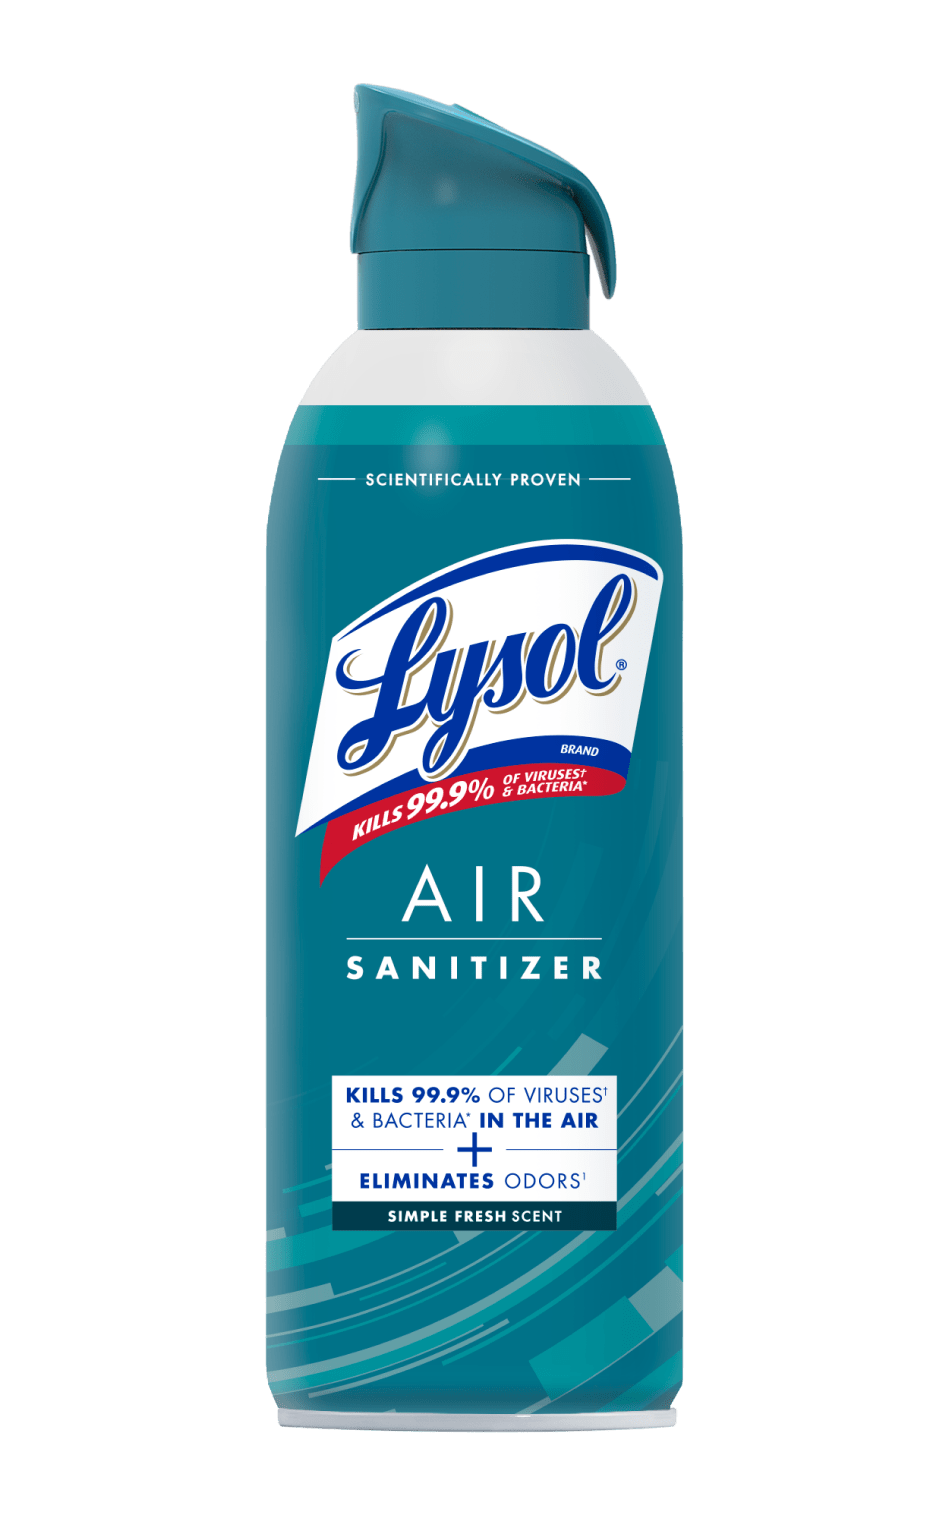 SCIENTIFICALLY PROVEN
Lysol®
BRAND
KILLS 99.9% OF VIRUSES†
& BACTERIA*
AIR
SANITIZER
KILLS 99.9% OF VIRUSES†
& BACTERIA* IN THE AIR
+
ELIMINATES ODORS¹
SIMPLE FRESH SCENT